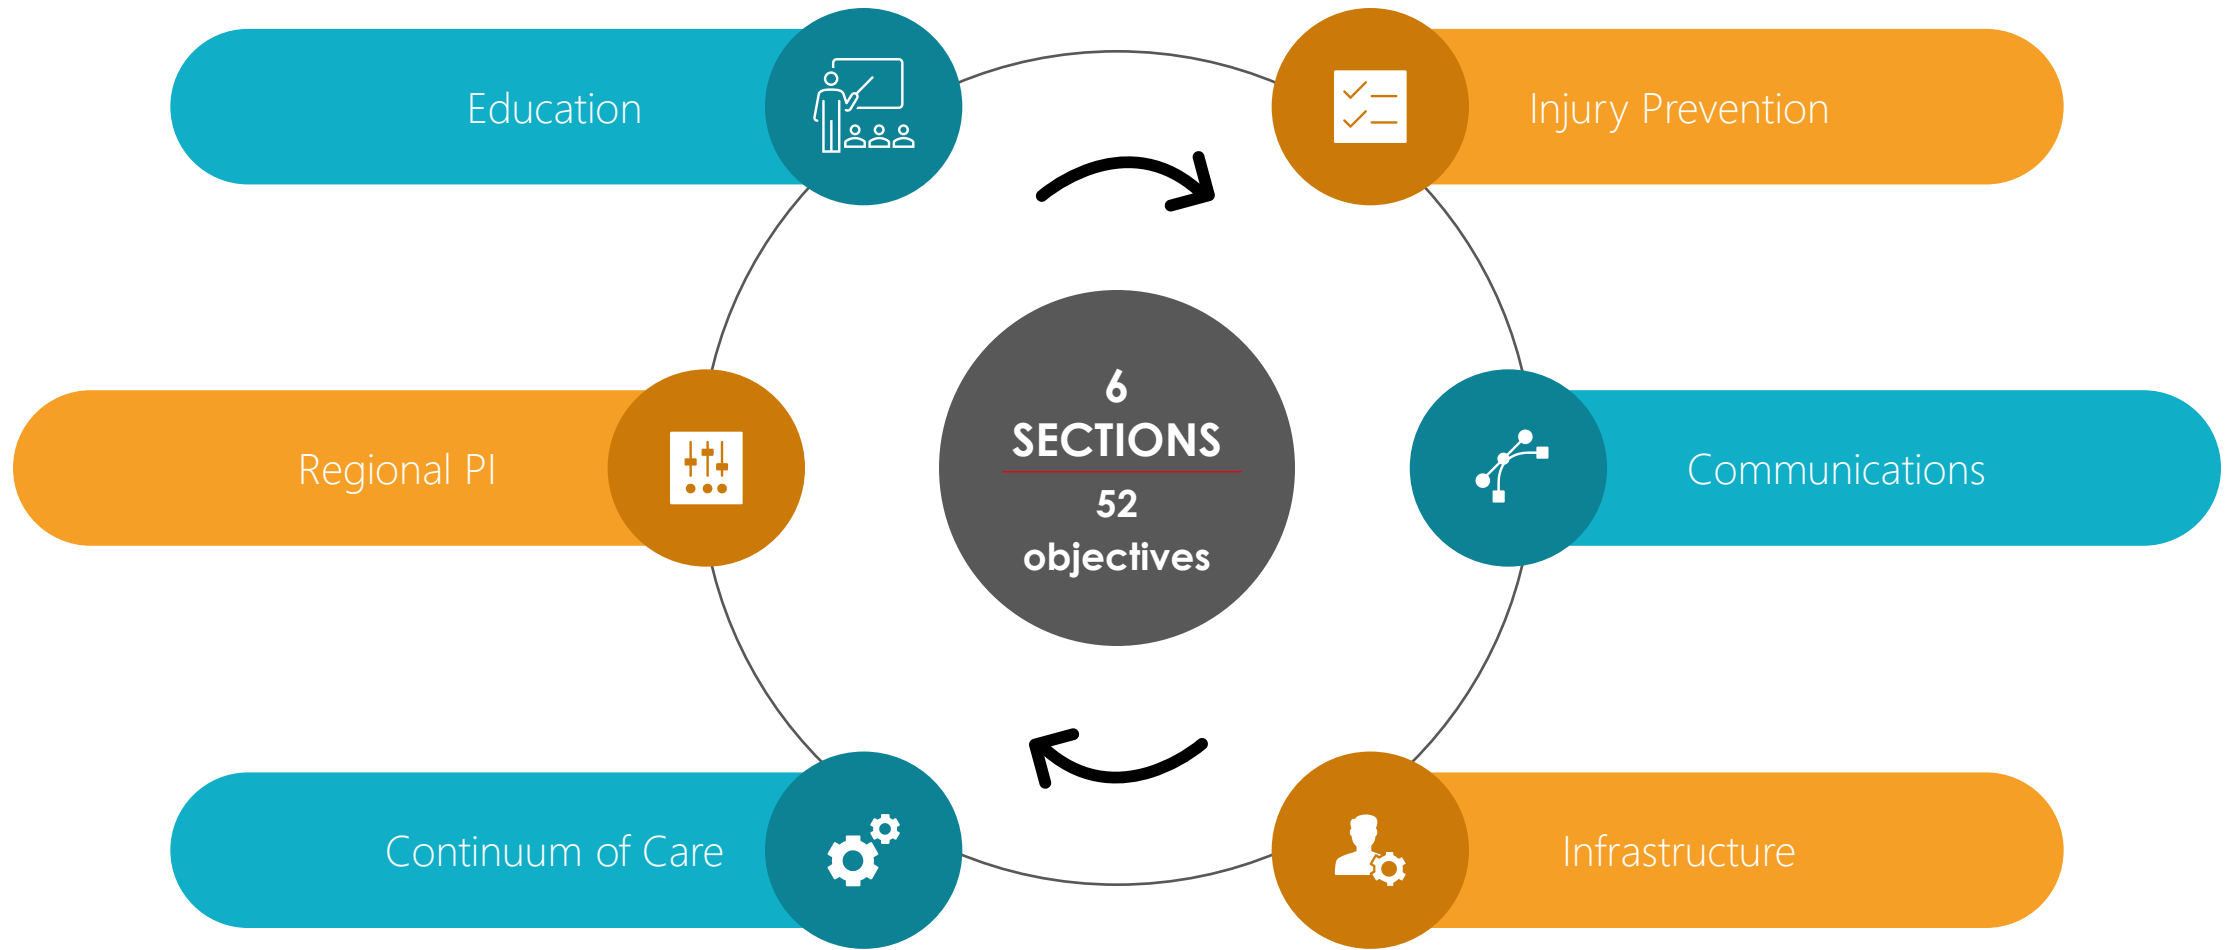 Education
Injury Prevention
Regional PI
6
SECTIONS
52
objectives
Communications
Continuum of Care
Infrastructure